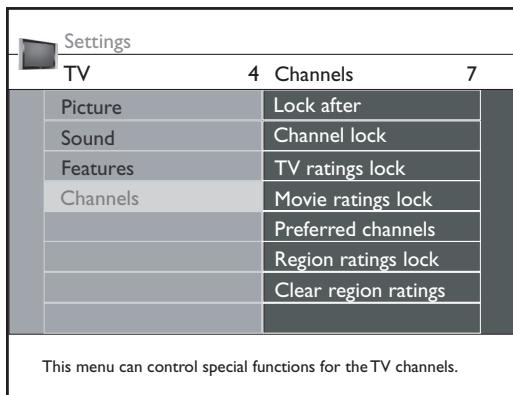 Settings
TV 4 Channels 7
Picture Lock after
Sound Channel lock
Features TV ratings lock
Channels Movie ratings lock
Preferred channels
Region ratings lock
Clear region ratings
This menu can control special functions for the TV channels.